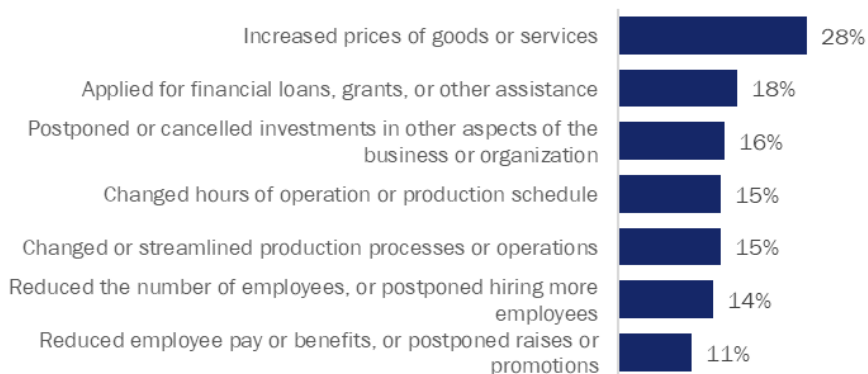 Increased prices of goods or services 28%
Applied for financial loans, grants, or other assistance 18%
Postponed or cancelled investments in other aspects of the
business or organization 16%
Changed hours of operation or production schedule 15%
Changed or streamlined production processes or operations 15%
Reduced the number of employees, or postponed hiring more
employees 14%
Reduced employee pay or benefits, or postponed raises or
promotions 11%